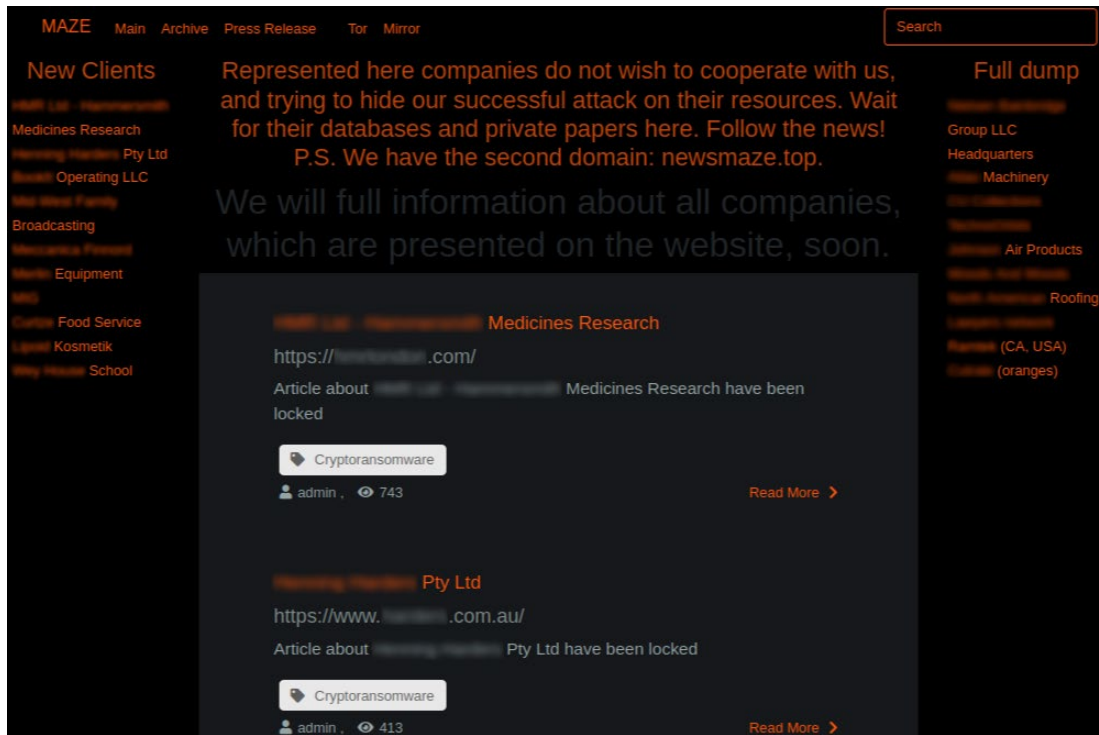 MAZE Main Archive Press Release Tor Mirror
Search
New Clients
Medicines Research
Pty Ltd
Operating LLC
Broadcasting
Equipment
Food Service
Kosmetik
School
Represented here companies do not wish to cooperate with us,
and trying to hide our successful attack on their resources. Wait
for their databases and private papers here. Follow the news!
P.S. We have the second domain: newsmaze.top.
We will full information about all companies,
which are presented on the website, soon.
Medicines Research
https:// .com/
Article about Medicines Research have been
locked
Cryptoransomware
admin , 743
Read More
Pty Ltd
https://www. .com.au/
Article about Pty Ltd have been locked
Cryptoransomware
admin , 413
Read More
Full dump
Group LLC
Headquarters
Machinery
Air Products
Roofing
(CA, USA)
(oranges)